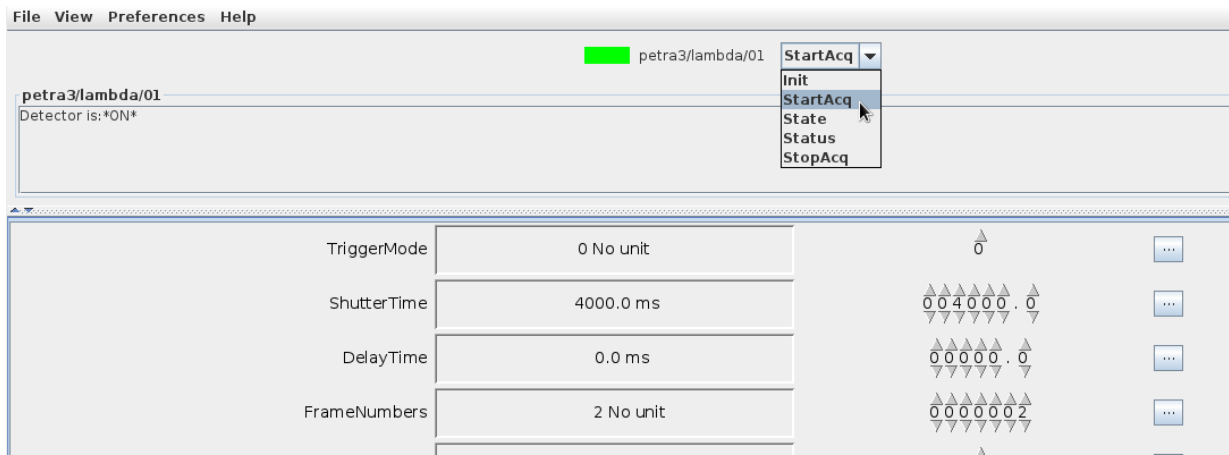 File View Preferences Help
petra3/lambda/01 StartAcq
Init
StartAcq
State
Status
StopAcq
petra3/lambda/01
Detector is:*ON*
TriggerMode 0 No unit 0 ...
ShutterTime 4000.0 ms 004000.0 ...
DelayTime 0.0 ms 00000.0 ...
FrameNumbers 2 No unit 0000002 ...